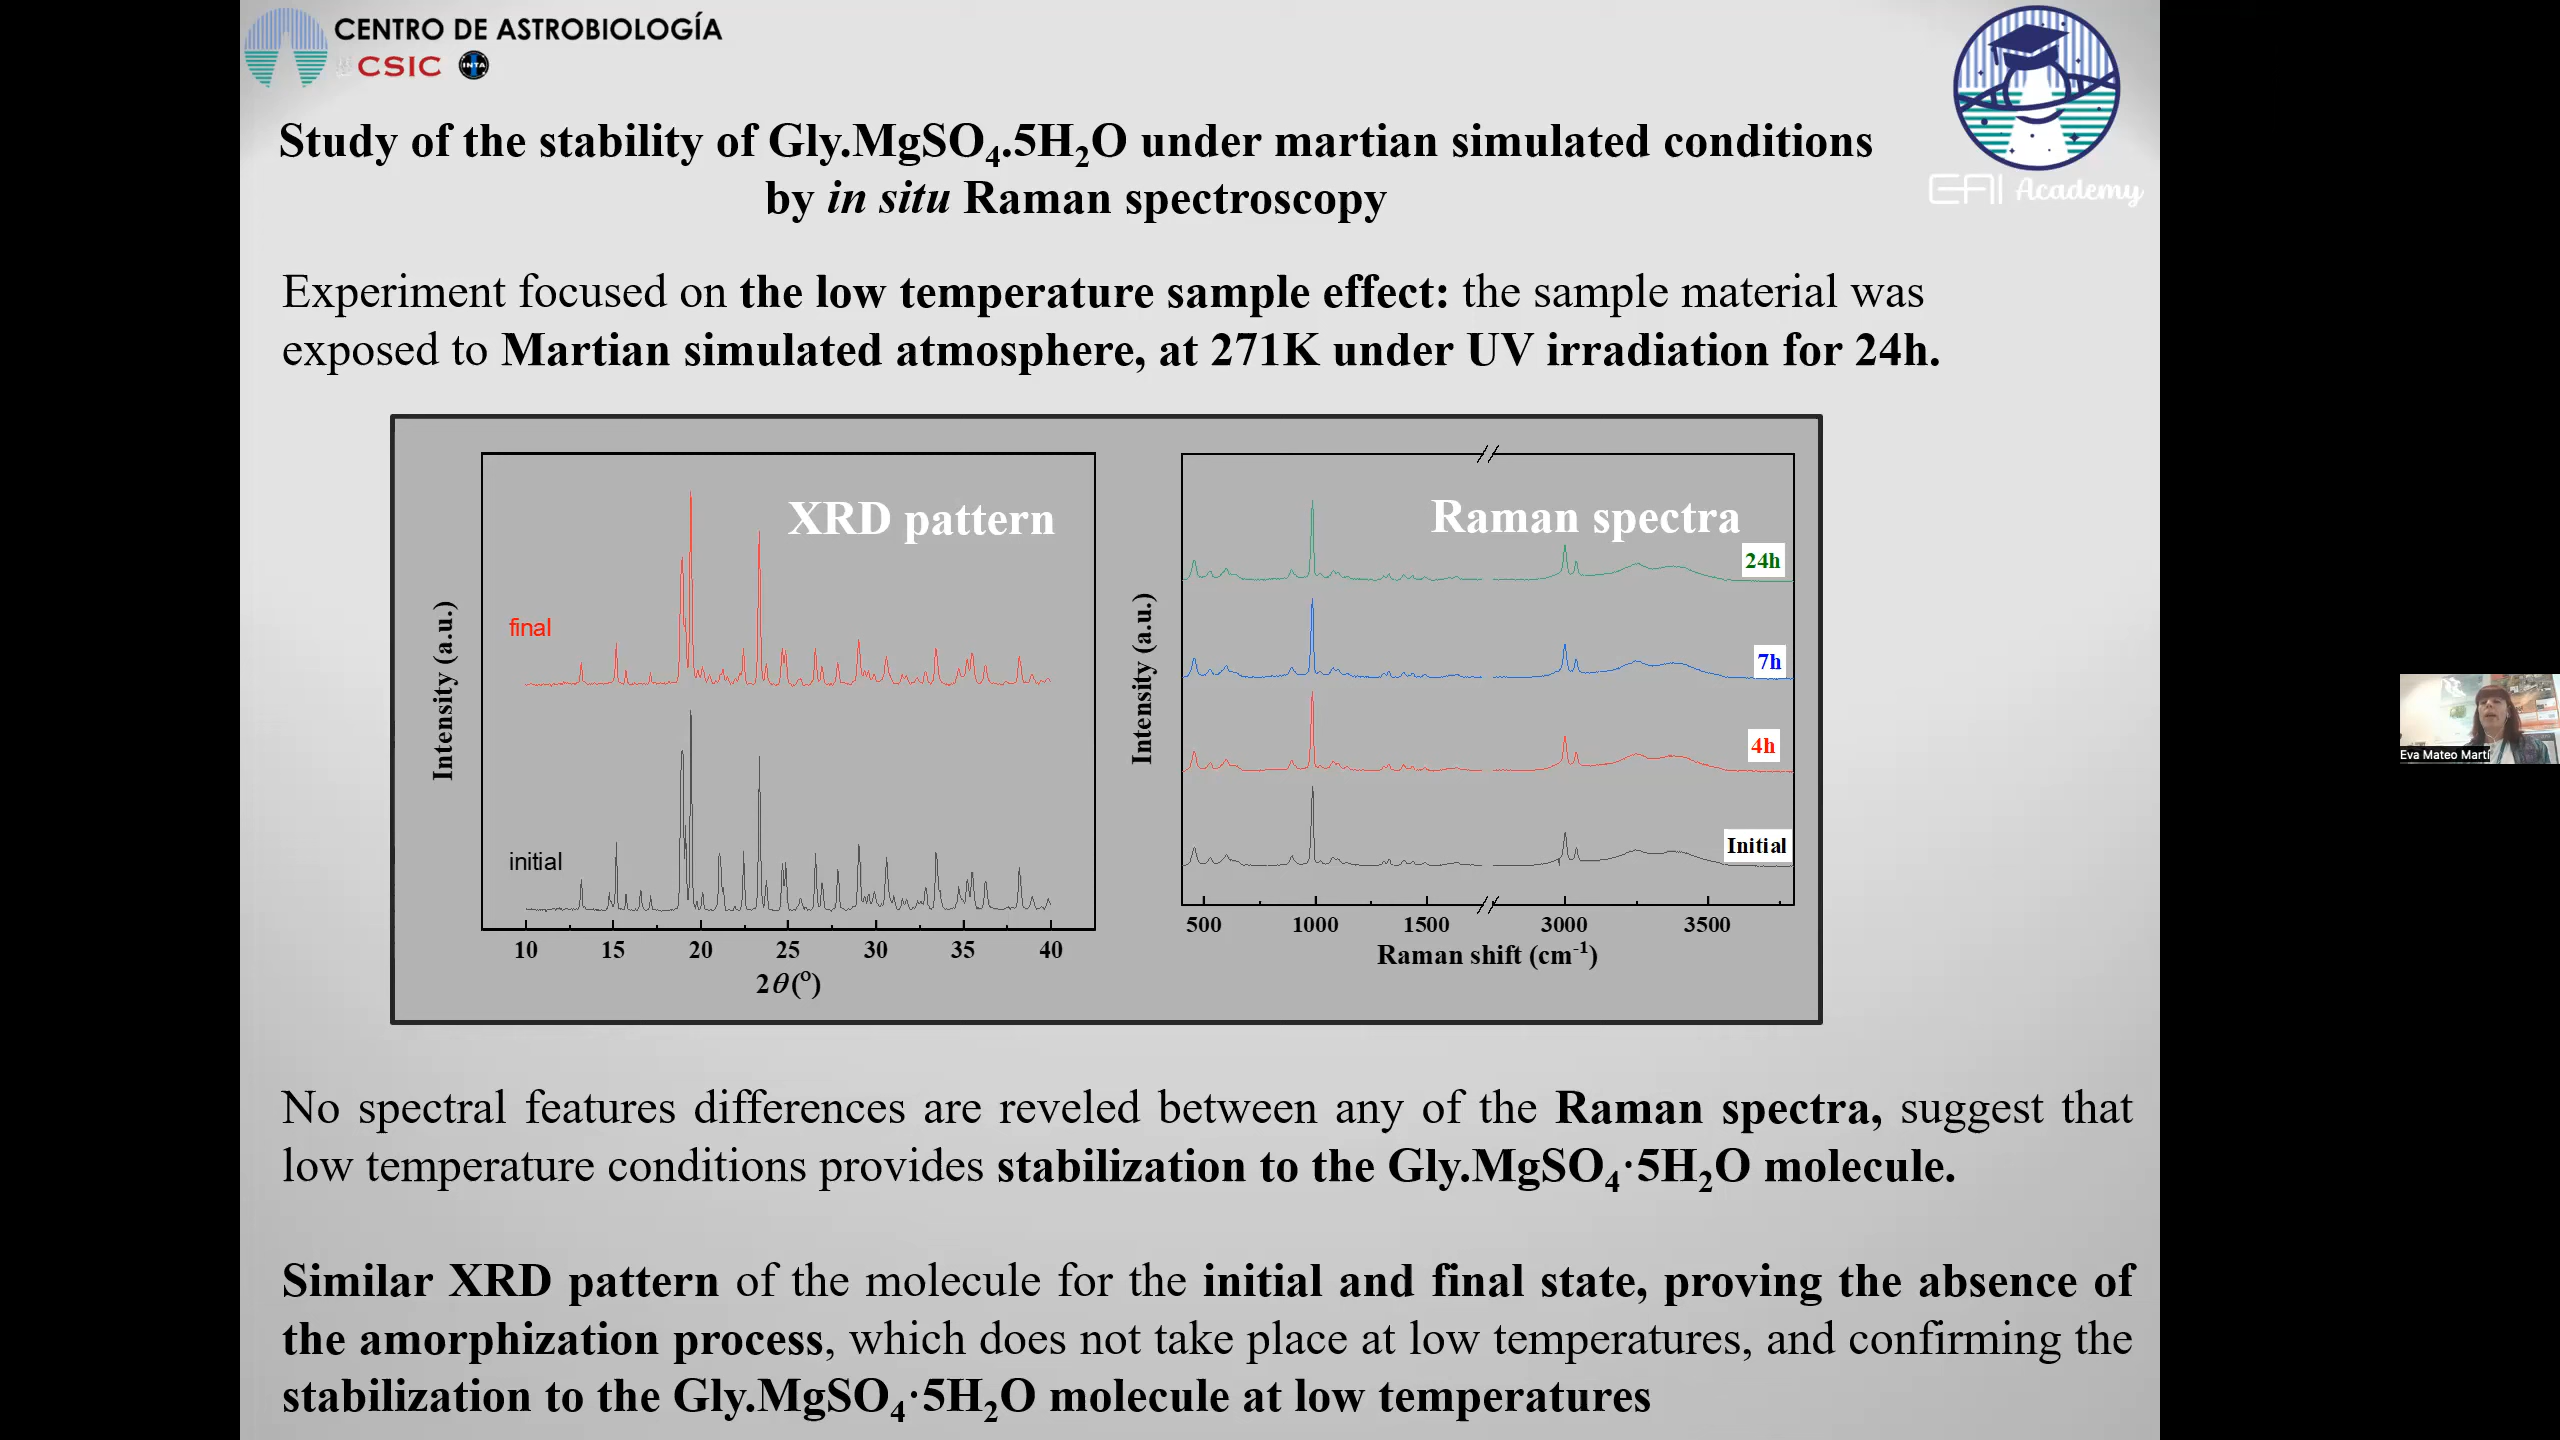 CENTRO DE ASTROBIOLOGÍA
CSIC INTA
EAI Academy
Study of the stability of Gly.MgSO₄.5H₂O under martian simulated conditions
by in situ Raman spectroscopy
Experiment focused on the low temperature sample effect: the sample material was
exposed to Martian simulated atmosphere, at 271K under UV irradiation for 24h.
XRD pattern
final
initial
Intensity (a.u.)
10 15 20 25 30 35 40
2θ(°)
Raman spectra
24h
7h
4h
Initial
Intensity (a.u.)
500 1000 1500 3000 3500
Raman shift (cm⁻¹)
Eva Mateo Martí
No spectral features differences are reveled between any of the Raman spectra, suggest that
low temperature conditions provides stabilization to the Gly.MgSO₄·5H₂O molecule.
Similar XRD pattern of the molecule for the initial and final state, proving the absence of
the amorphization process, which does not take place at low temperatures, and confirming the
stabilization to the Gly.MgSO₄·5H₂O molecule at low temperatures